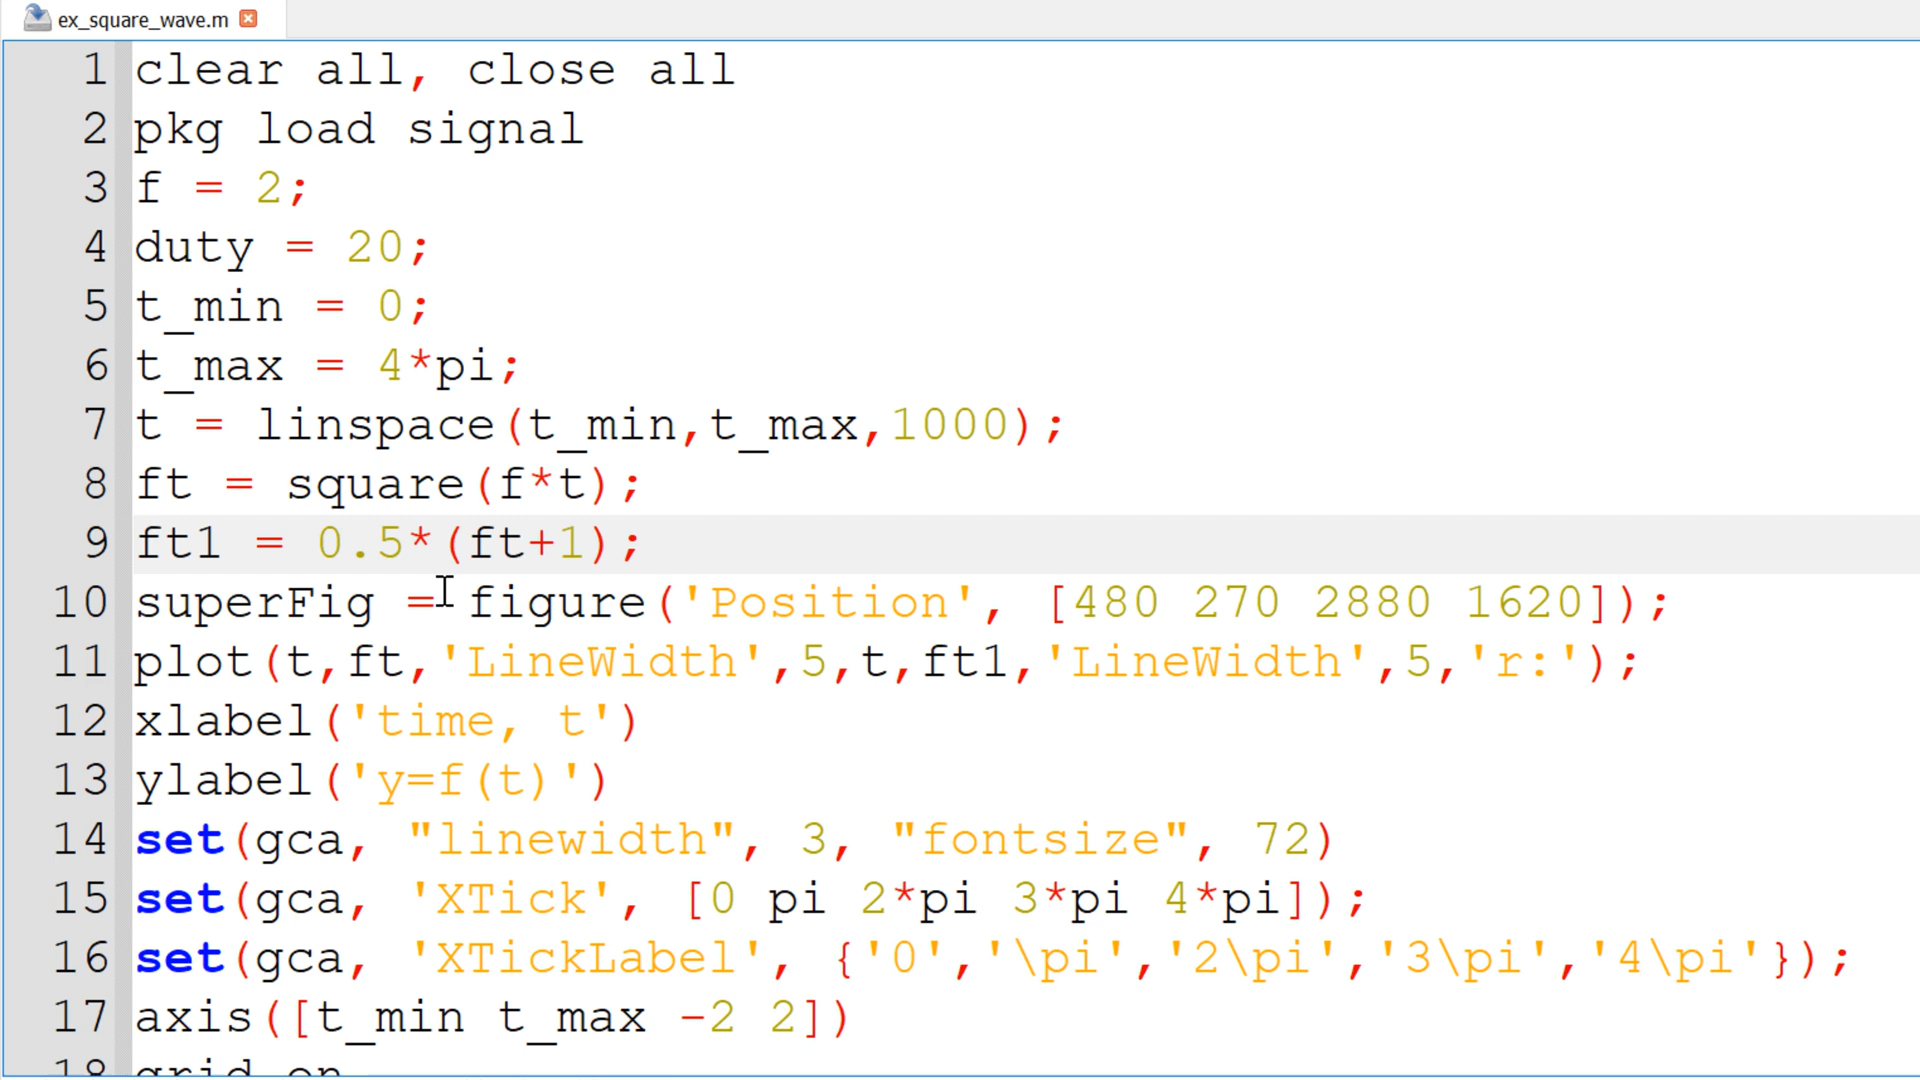 ex_square_wave.m
1 clear all, close all
2 pkg load signal
3 f = 2;
4 duty = 20;
5 t_min = 0;
6 t_max = 4*pi;
7 t = linspace(t_min,t_max,1000);
8 ft = square(f*t);
9 ft1 = 0.5*(ft+1);
10 superFig = figure('Position', [480 270 2880 1620]);
11 plot(t,ft,'LineWidth',5,t,ft1,'LineWidth',5,'r:');
12 xlabel('time, t')
13 ylabel('y=f(t)')
14 set(gca, "linewidth", 3, "fontsize", 72)
15 set(gca, 'XTick', [0 pi 2*pi 3*pi 4*pi]);
16 set(gca, 'XTickLabel', {'0','\pi','2\pi','3\pi','4\pi'});
17 axis([t_min t_max -2 2])
18 grid on